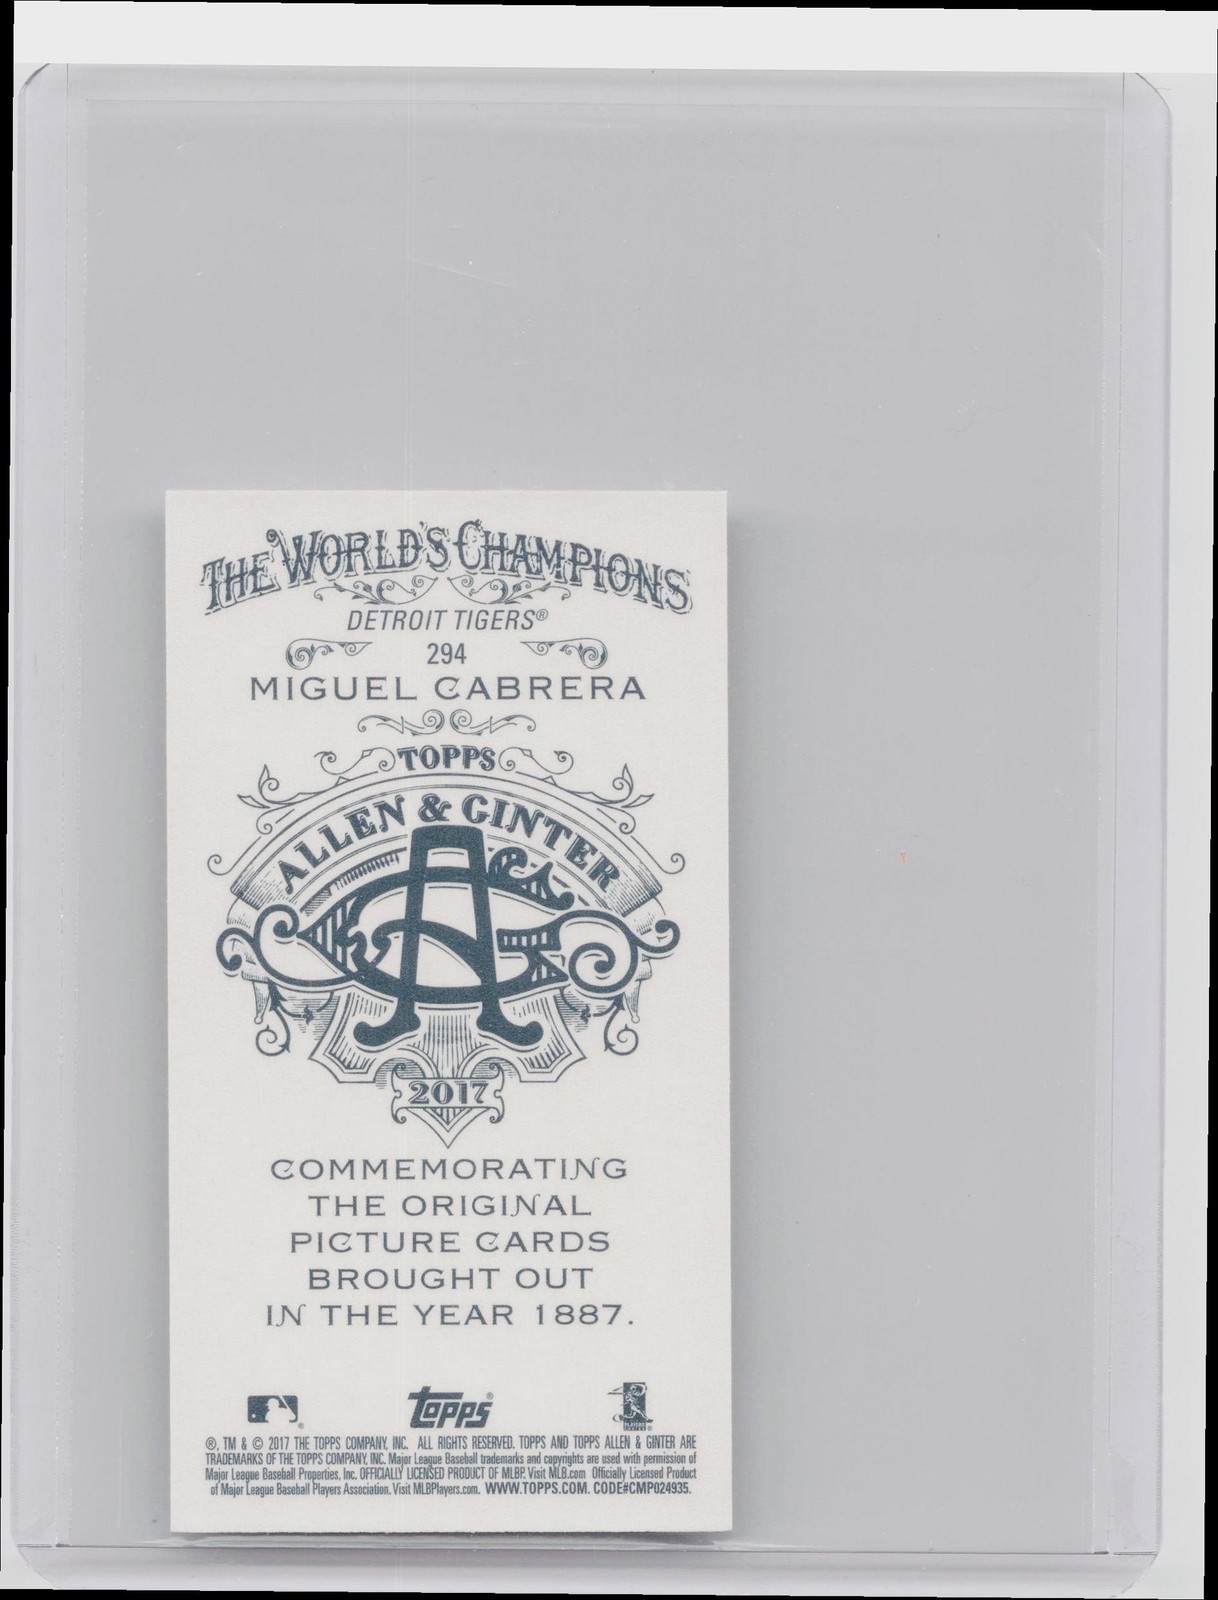 THE WORLD'S CHAMPIONS
DETROIT TIGERS®
294
MIGUEL CABRERA
TOPPS
ALLEN & GINTER
AG
2017
COMMEMORATING
THE ORIGINAL
PICTURE CARDS
BROUGHT OUT
IN THE YEAR 1887.
®
Topps®
®
®, TM & © 2017 THE TOPPS COMPANY, INC. ALL RIGHTS RESERVED. TOPPS AND TOPPS ALLEN & GINTER ARE
TRADEMARKS OF THE TOPPS COMPANY, INC. Major League Baseball trademarks and copyrights are used with permission of
Major League Baseball Properties, Inc. OFFICIALLY LICENSED PRODUCT OF MLBP. Visit MLB.com Officially Licensed Product
of Major League Baseball Players Association. Visit MLBPlayers.com. WWW.TOPPS.COM. CODE#CMP024935.